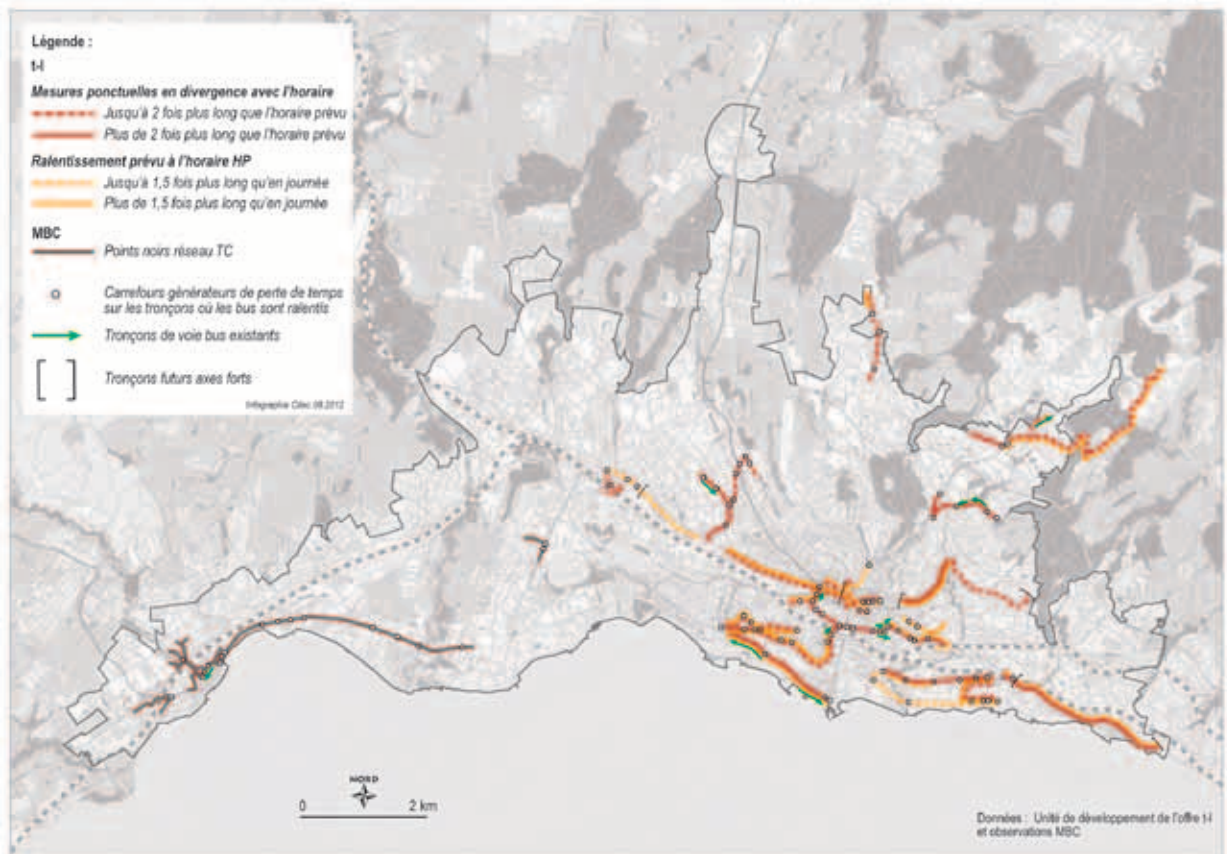 Légende :
t-l
Mesures ponctuelles en divergence avec l'horaire
Jusqu'à 2 fois plus long que l'horaire prévu
Plus de 2 fois plus long que l'horaire prévu
Ralentissement prévu à l'horaire HP
Jusqu'à 1,5 fois plus long qu'en journée
Plus de 1,5 fois plus long qu'en journée
MBC
Points noirs réseau TC
Carrefours générateurs de perte de temps
sur les tronçons où les bus sont ralentis
Tronçons de voie bus existants
Tronçons futurs axes forts
Infographie Citec 08.2012
NORD
0 2 km
Données : Unité de développement de l'offre t-l
et observations MBC